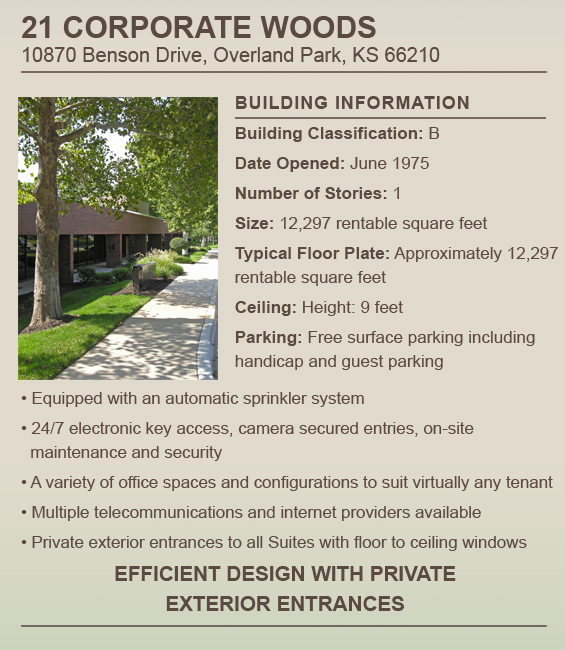 21 CORPORATE WOODS
10870 Benson Drive, Overland Park, KS 66210
BUILDING INFORMATION
Building Classification: B
Date Opened: June 1975
Number of Stories: 1
Size: 12,297 rentable square feet
Typical Floor Plate: Approximately 12,297
rentable square feet
Ceiling: Height: 9 feet
Parking: Free surface parking including
handicap and guest parking
• Equipped with an automatic sprinkler system
• 24/7 electronic key access, camera secured entries, on-site
maintenance and security
• A variety of office spaces and configurations to suit virtually any tenant
• Multiple telecommunications and internet providers available
• Private exterior entrances to all Suites with floor to ceiling windows
EFFICIENT DESIGN WITH PRIVATE
EXTERIOR ENTRANCES